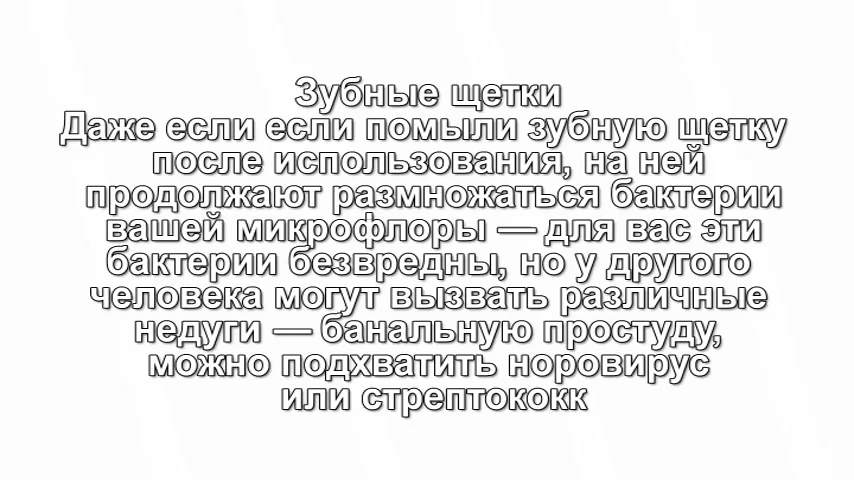 Зубные щетки
Даже если если помыли зубную щетку
после использования, на ней
продолжают размножаться бактерии
вашей микрофлоры — для вас эти
бактерии безвредны, но у другого
человека могут вызвать различные
недуги — банальную простуду,
можно подхватить норовирус
или стрептококк